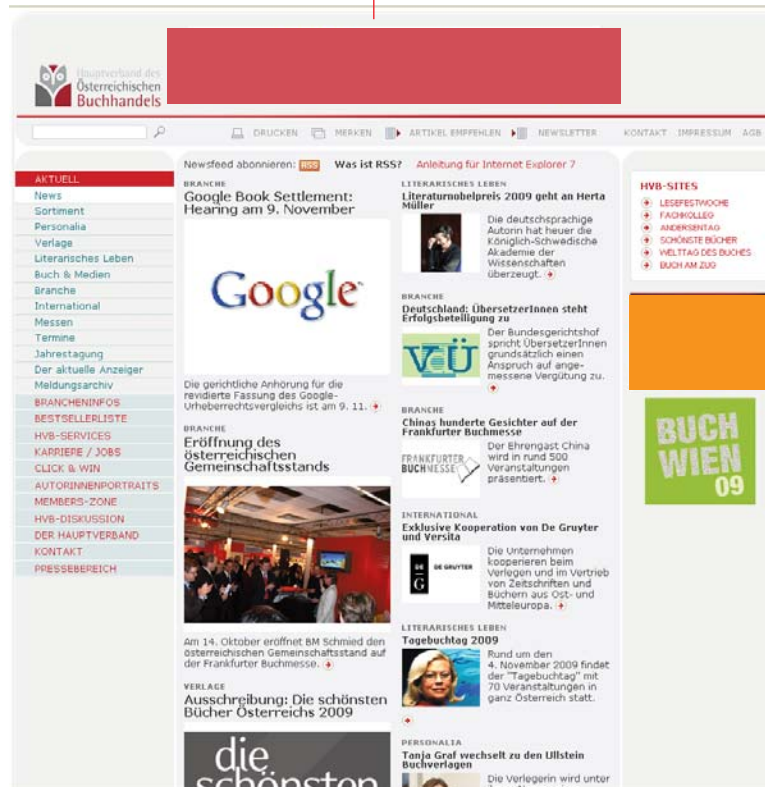 Hauptverband des
Österreichischen
Buchhandels
DRUCKEN MERKEN ARTIKEL EMPFEHLEN NEWSLETTER KONTAKT IMPRESSUM AGB
Newsfeed abonnieren: RSS Was ist RSS? Anleitung für Internet Explorer 7
AKTUELL
News
Sortiment
Personalia
Verlage
Literarisches Leben
Buch & Medien
Branche
International
Messen
Termine
Jahrestagung
Der aktuelle Anzeiger
Meldungsarchiv
BRANCHENINFOS
BESTSELLERLISTE
HVB-SERVICES
KARRIERE / JOBS
CLICK & WIN
AUTORINNENPORTRAITS
MEMBERS-ZONE
HVB-DISKUSSION
DER HAUPTVERBAND
KONTAKT
PRESSEBEREICH
BRANCHE
Google Book Settlement:
Hearing am 9. November
Google
Die gerichtliche Anhörung für die
revidierte Fassung des Google-
Urheberrechtsvergleichs ist am 9. 11.
BRANCHE
Eröffnung des
österreichischen
Gemeinschaftsstands
Am 14. Oktober eröffnet BM Schmied den
österreichischen Gemeinschaftsstand auf
der Frankfurter Buchmesse.
VERLAGE
Ausschreibung: Die schönsten
Bücher Österreichs 2009
die
schönsten
LITERARISCHES LEBEN
Literaturnobelpreis 2009 geht an Herta
Müller
Die deutschsprachige
Autorin hat heuer die
Königlich-Schwedische
Akademie der
Wissenschaften
überzeugt.
BRANCHE
Deutschland: ÜbersetzerInnen steht
Erfolgsbeteiligung zu
VdÜ
Der Bundesgerichtshof
spricht ÜbersetzerInnen
grundsätzlich einen
Anspruch auf ange-
messene Vergütung zu.
BRANCHE
Chinas hunderte Gesichter auf der
Frankfurter Buchmesse
FRANKFURTER
BUCHMESSE
Der Ehrengast China
wird in rund 500
Veranstaltungen
präsentiert.
INTERNATIONAL
Exklusive Kooperation von De Gruyter
und Versita
DE
G
DE GRUYTER
Die Unternehmen
kooperieren beim
Verlegen und im Vertrieb
von Zeitschriften und
Büchern aus Ost- und
Mitteleuropa.
LITERARISCHES LEBEN
Tagebuchtag 2009
Rund um den
4. November 2009 findet
der "Tagebuchtag" mit
70 Veranstaltungen in
ganz Österreich statt.
PERSONALIA
Tanja Graf wechselt zu den Ullstein
Buchverlagen
Die Verlegerin wird unter
HVB-SITES
LESEFESTWOCHE
FACHKOLLEG
ANDERSENTAG
SCHÖNSTE BÜCHER
WELTTAG DES BUCHES
BUCH AM ZUG
BUCH
WIEN
09